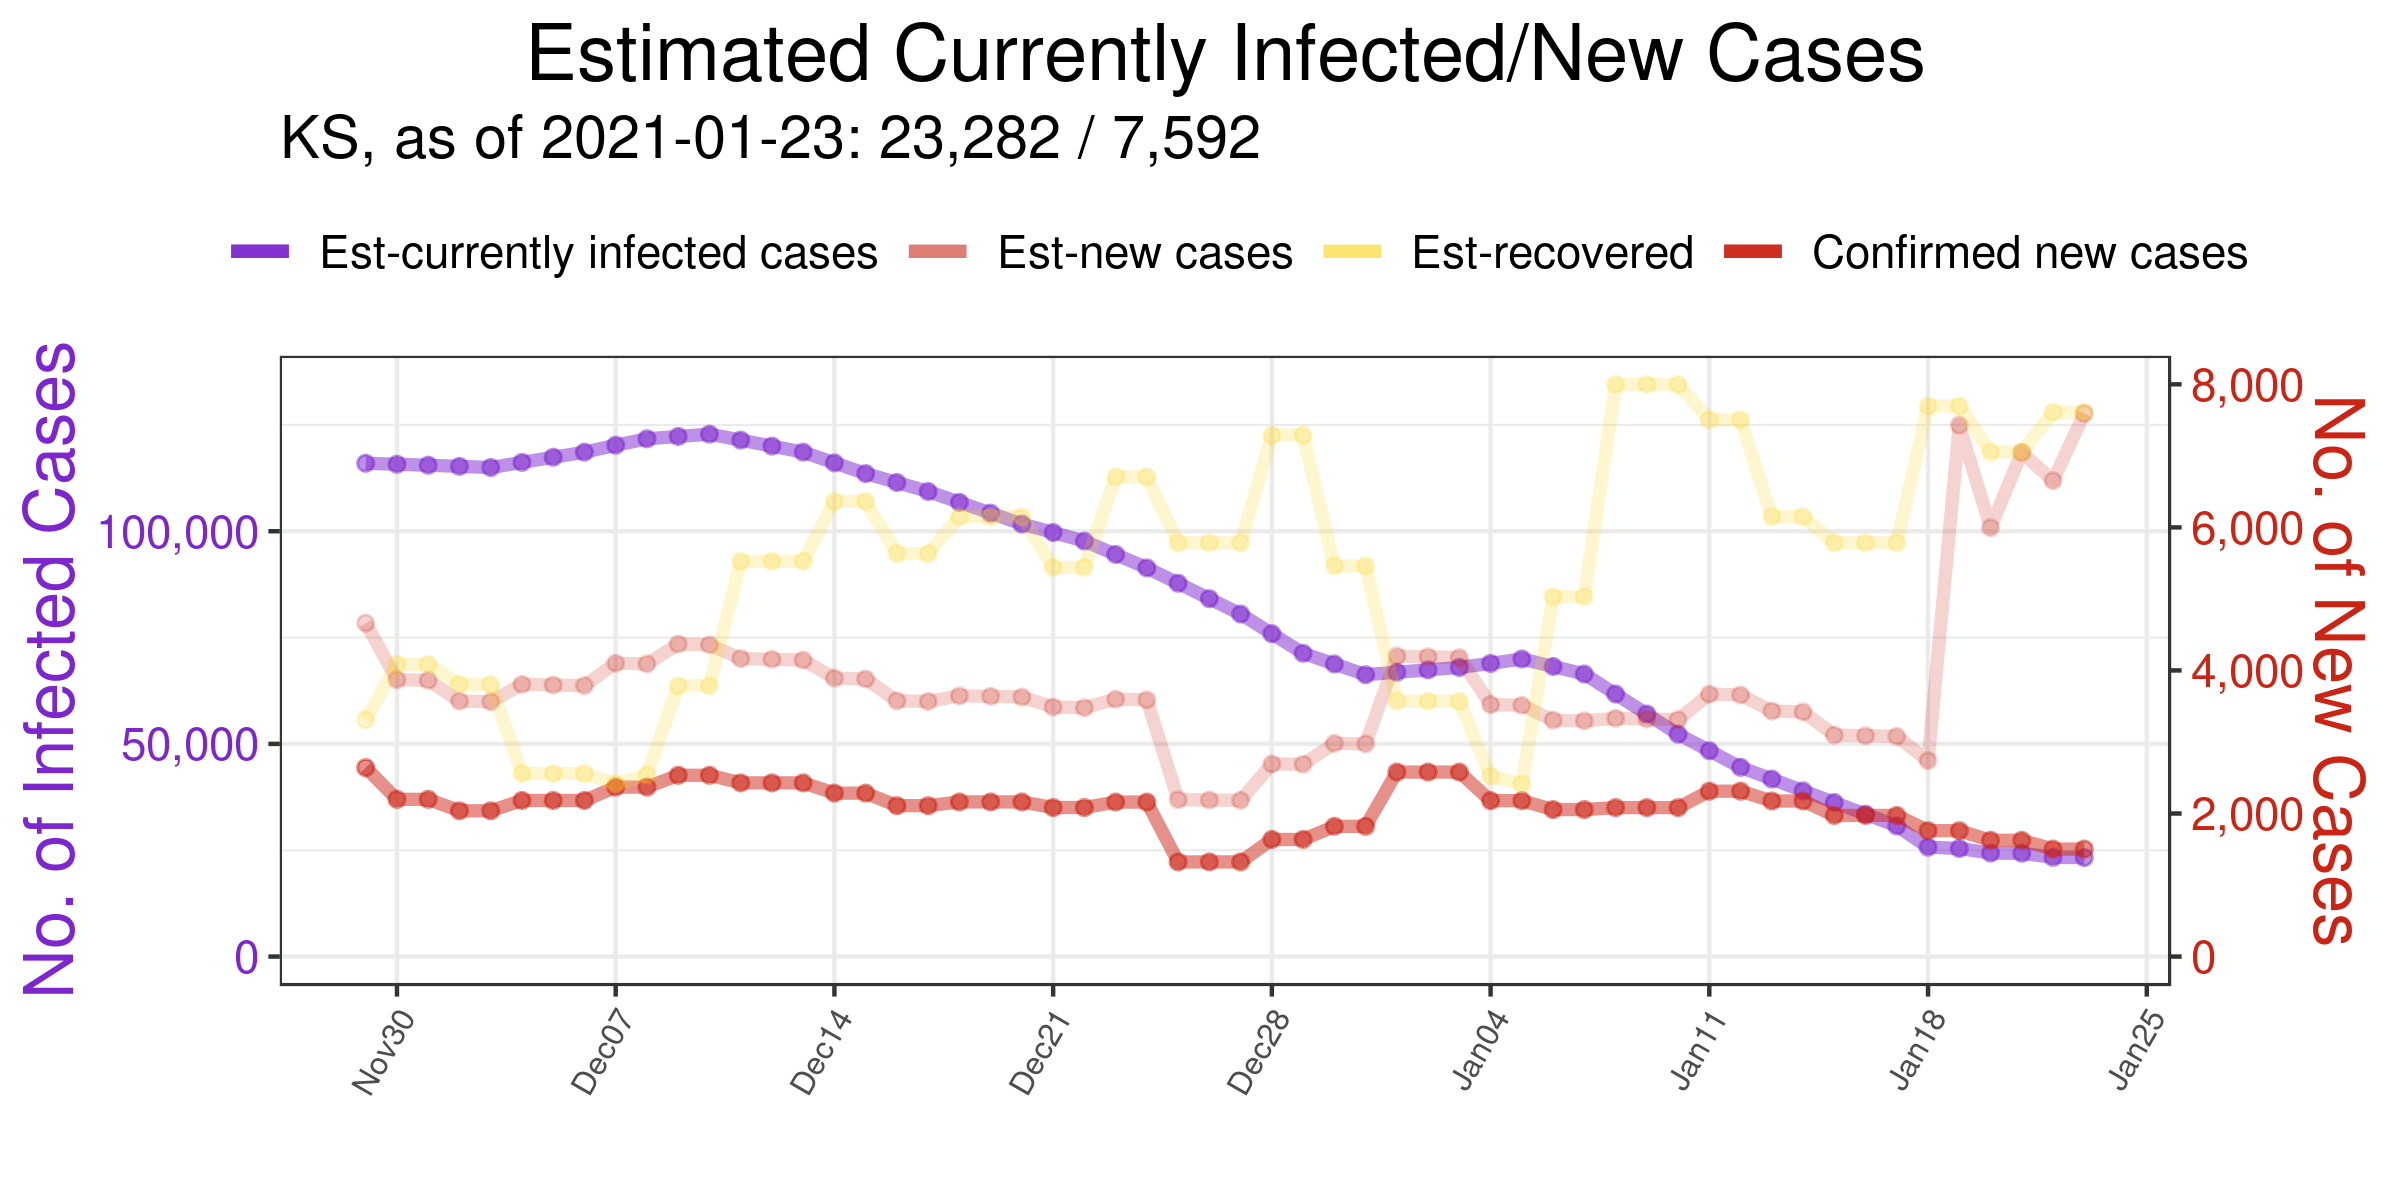 Estimated Currently Infected/New Cases
KS, as of 2021-01-23: 23,282 / 7,592
Est-currently infected cases Est-new cases Est-recovered Confirmed new cases
No. of Infected Cases
100,000
50,000
0
8,000
6,000
4,000
2,000
0
No. of New Cases
Nov30 Dec07 Dec14 Dec21 Dec28 Jan04 Jan11 Jan18 Jan25